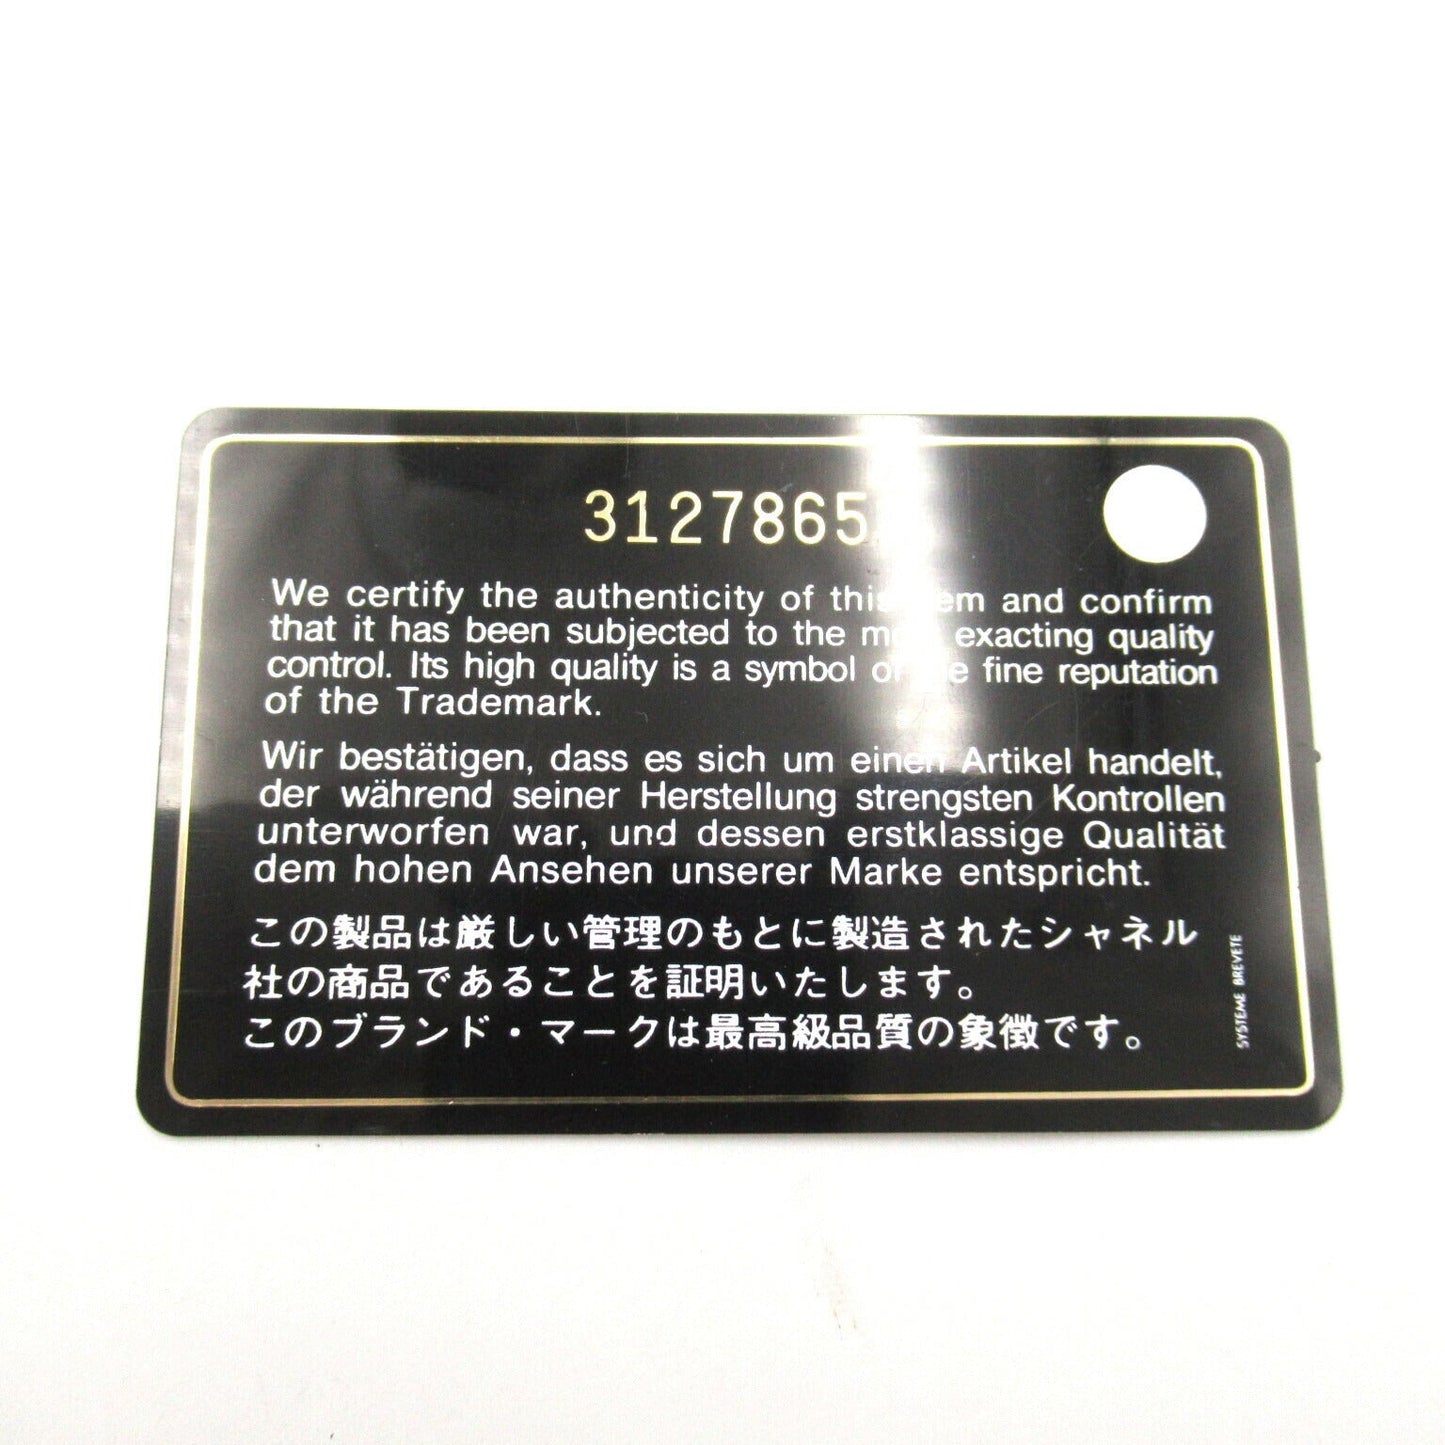 3127865
We certify the authenticity of this and confirm
that it has been subjected to the exacting quality
control. Its high quality is a symbol fine reputation
of the Trademark.
Wir bestätigen, dass es sich um einen Artikel handelt,
der während seiner Herstellung strengsten Kontrollen
unterworfen war, und dessen erstklassige Qualität
dem hohen Ansehen unserer Marke entspricht.
この製品は厳しい管理のもとに製造されたシャネル
社の商品であることを証明いたします。
このブランド・マークは最高級品質の象徴です。
SYSTEME BREVETE